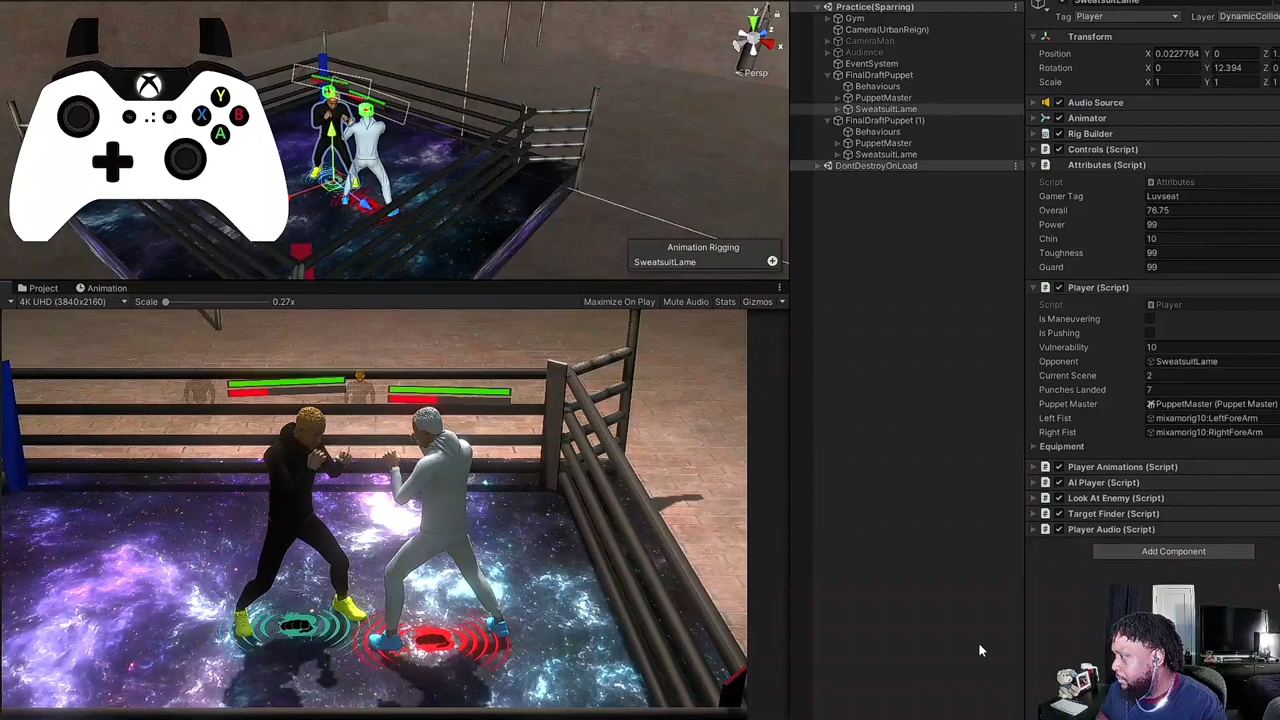 Y
X
B
A
y
z
x
< Persp
Animation Rigging
SweatsuitLame
Project
Animation
4K UHD (3840x2160)
Scale
0.27x
Maximize On Play
Mute Audio
Stats
Gizmos
Practice(Sparring)
Gym
Camera(UrbanReign)
CameraMan
Audience
EventSystem
FinalDraftPuppet
Behaviours
PuppetMaster
SweatsuitLame
FinalDraftPuppet (1)
Behaviours
PuppetMaster
SweatsuitLame
DontDestroyOnLoad
SweatsuitLame
Tag Player Layer DynamicCollid
Transform
Position X 0.0227764 Y 0 Z 1.
Rotation X 0 Y 12.394 Z 0
Scale X 1 Y 1 Z 1
Audio Source
Animator
Rig Builder
Controls (Script)
Attributes (Script)
Script Attributes
Gamer Tag Luvseat
Overall 76.75
Power 99
Chin 10
Toughness 99
Guard 99
Player (Script)
Script Player
Is Maneuvering
Is Pushing
Vulnerability 10
Opponent SweatsuitLame
Current Scene 2
Punches Landed 7
Puppet Master PuppetMaster (Puppet Master)
Left Fist mixamorig10:LeftForeArm
Right Fist mixamorig10:RightForeArm
Equipment
Player Animations (Script)
AI Player (Script)
Look At Enemy (Script)
Target Finder (Script)
Player Audio (Script)
Add Component